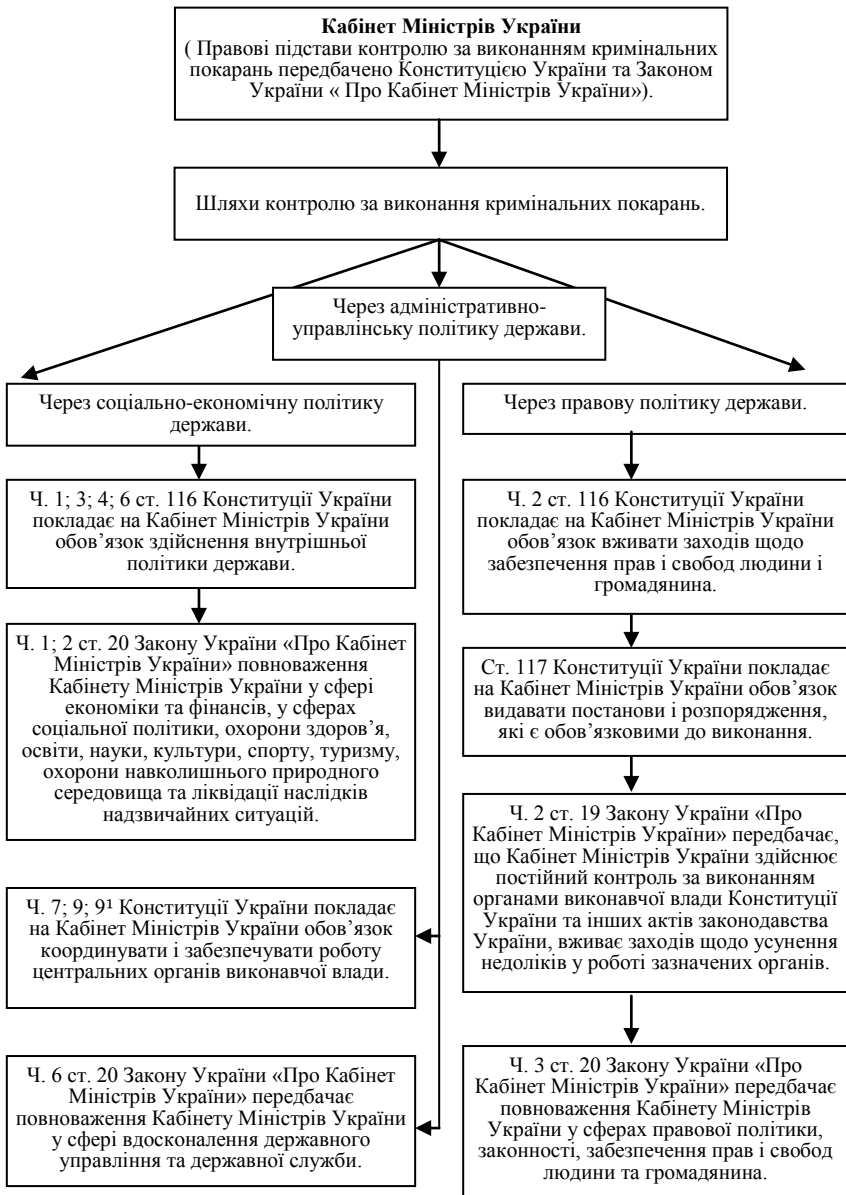 Кабінет Міністрів України
( Правові підстави контролю за виконанням кримінальних
покарань передбачено Конституцією України та Законом
України « Про Кабінет Міністрів України»).
Шляхи контролю за виконання кримінальних покарань.
Через адміністративно-
управлінську політику держави.
Через соціально-економічну політику
держави.
Ч. 1; 3; 4; 6 ст. 116 Конституції України
покладає на Кабінет Міністрів України
обов’язок здійснення внутрішньої
політики держави.
Ч. 1; 2 ст. 20 Закону України «Про Кабінет
Міністрів України» повноваження
Кабінету Міністрів України у сфері
економіки та фінансів, у сферах
соціальної політики, охорони здоров’я,
освіти, науки, культури, спорту, туризму,
охорони навколишнього природного
середовища та ліквідації наслідків
надзвичайних ситуацій.
Ч. 7; 9; 9¹ Конституції України покладає
на Кабінет Міністрів України обов’язок
координувати і забезпечувати роботу
центральних органів виконавчої влади.
Ч. 6 ст. 20 Закону України «Про Кабінет
Міністрів України» передбачає
повноваження Кабінету Міністрів України
у сфері вдосконалення державного
управління та державної служби.
Через правову політику держави.
Ч. 2 ст. 116 Конституції України
покладає на Кабінет Міністрів України
обов’язок вживати заходів щодо
забезпечення прав і свобод людини і
громадянина.
Ст. 117 Конституції України покладає
на Кабінет Міністрів України обов’язок
видавати постанови і розпорядження,
які є обов’язковими до виконання.
Ч. 2 ст. 19 Закону України «Про
Кабінет Міністрів України» передбачає,
що Кабінет Міністрів України здійснює
постійний контроль за виконанням
органами виконавчої влади Конституції
України та інших актів законодавства
України, вживає заходів щодо усунення
недоліків у роботі зазначених органів.
Ч. 3 ст. 20 Закону України «Про
Кабінет Міністрів України» передбачає
повноваження Кабінету Міністрів
України у сферах правової політики,
законності, забезпечення прав і свобод
людини та громадянина.